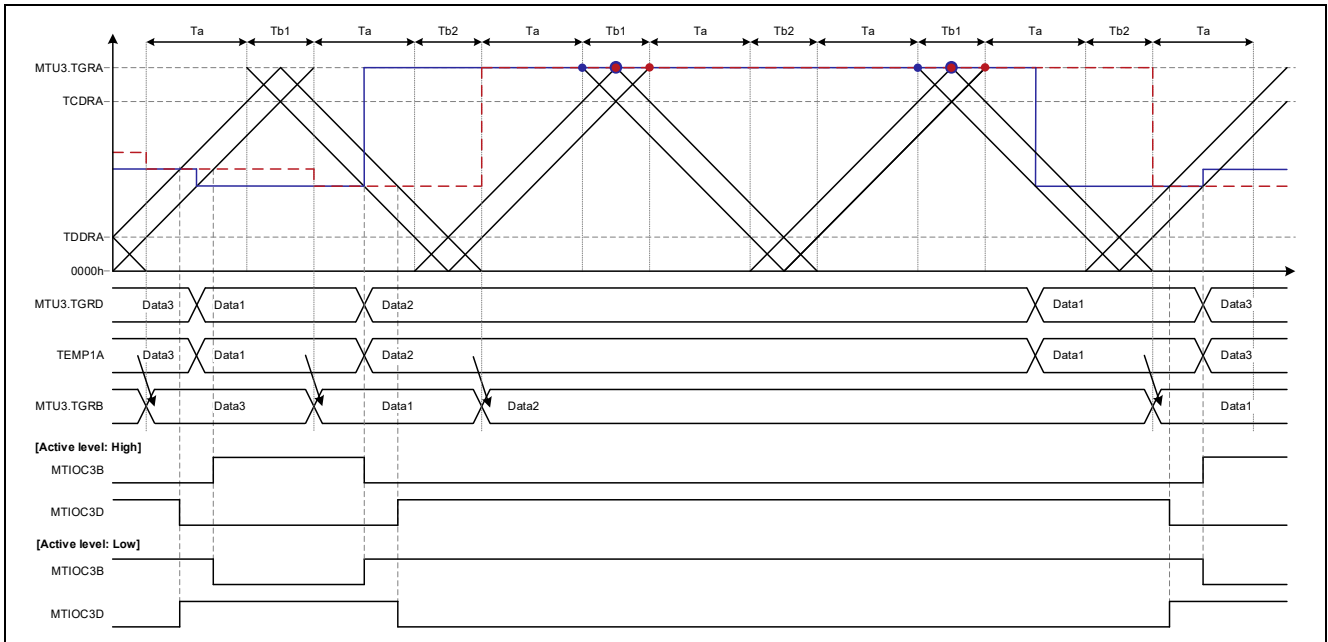 Ta Tb1 Ta Tb2 Ta Tb1 Ta Tb2 Ta Tb1 Ta Tb2 Ta
MTU3.TGRA
TCDRA
TDDRA
0000h
MTU3.TGRD Data3 Data1 Data2 Data1 Data3
TEMP1A Data3 Data1 Data2 Data1 Data3
MTU3.TGRB Data3 Data1 Data2 Data1
[Active level: High]
MTIOC3B
MTIOC3D
[Active level: Low]
MTIOC3B
MTIOC3D